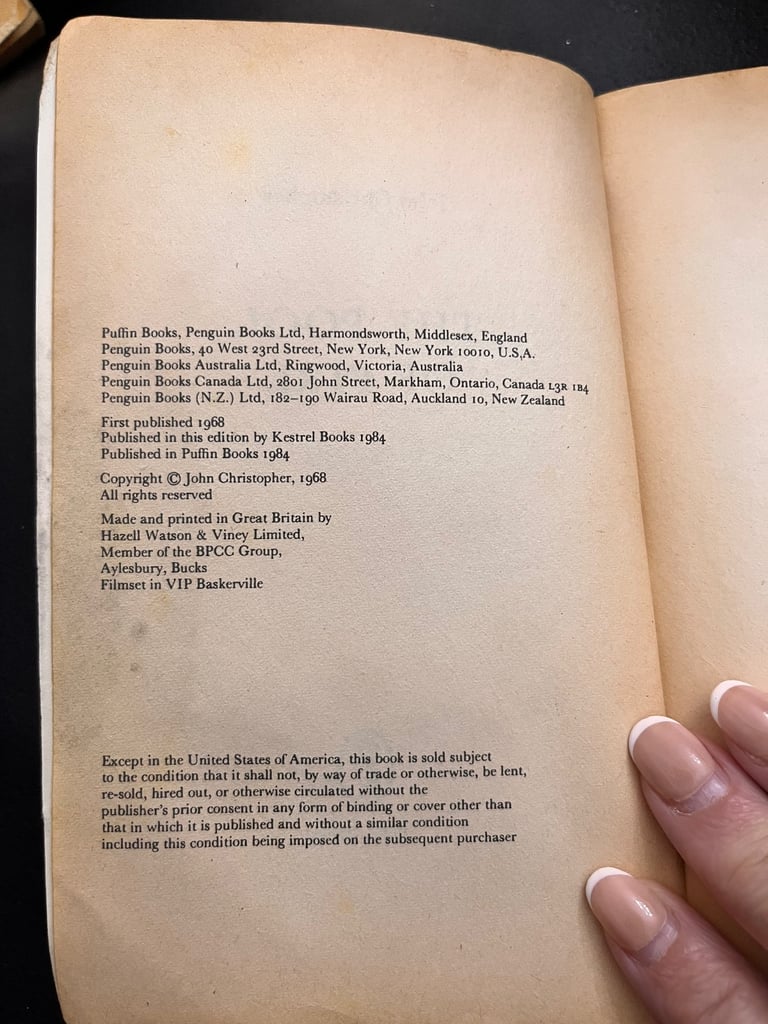 Puffin Books, Penguin Books Ltd, Harmondsworth, Middlesex, England
Penguin Books, 40 West 23rd Street, New York, New York 10010, U.S.A.
Penguin Books Australia Ltd, Ringwood, Victoria, Australia
Penguin Books Canada Ltd, 2801 John Street, Markham, Ontario, Canada L3R 1B4
Penguin Books (N.Z.) Ltd, 182–190 Wairau Road, Auckland 10, New Zealand
First published 1968
Published in this edition by Kestrel Books 1984
Published in Puffin Books 1984
Copyright © John Christopher, 1968
All rights reserved
Made and printed in Great Britain by
Hazell Watson & Viney Limited,
Member of the BPCC Group,
Aylesbury, Bucks
Filmset in VIP Baskerville
Except in the United States of America, this book is sold subject
to the condition that it shall not, by way of trade or otherwise, be lent,
re-sold, hired out, or otherwise circulated without the
publisher's prior consent in any form of binding or cover other than
that in which it is published and without a similar condition
including this condition being imposed on the subsequent purchaser